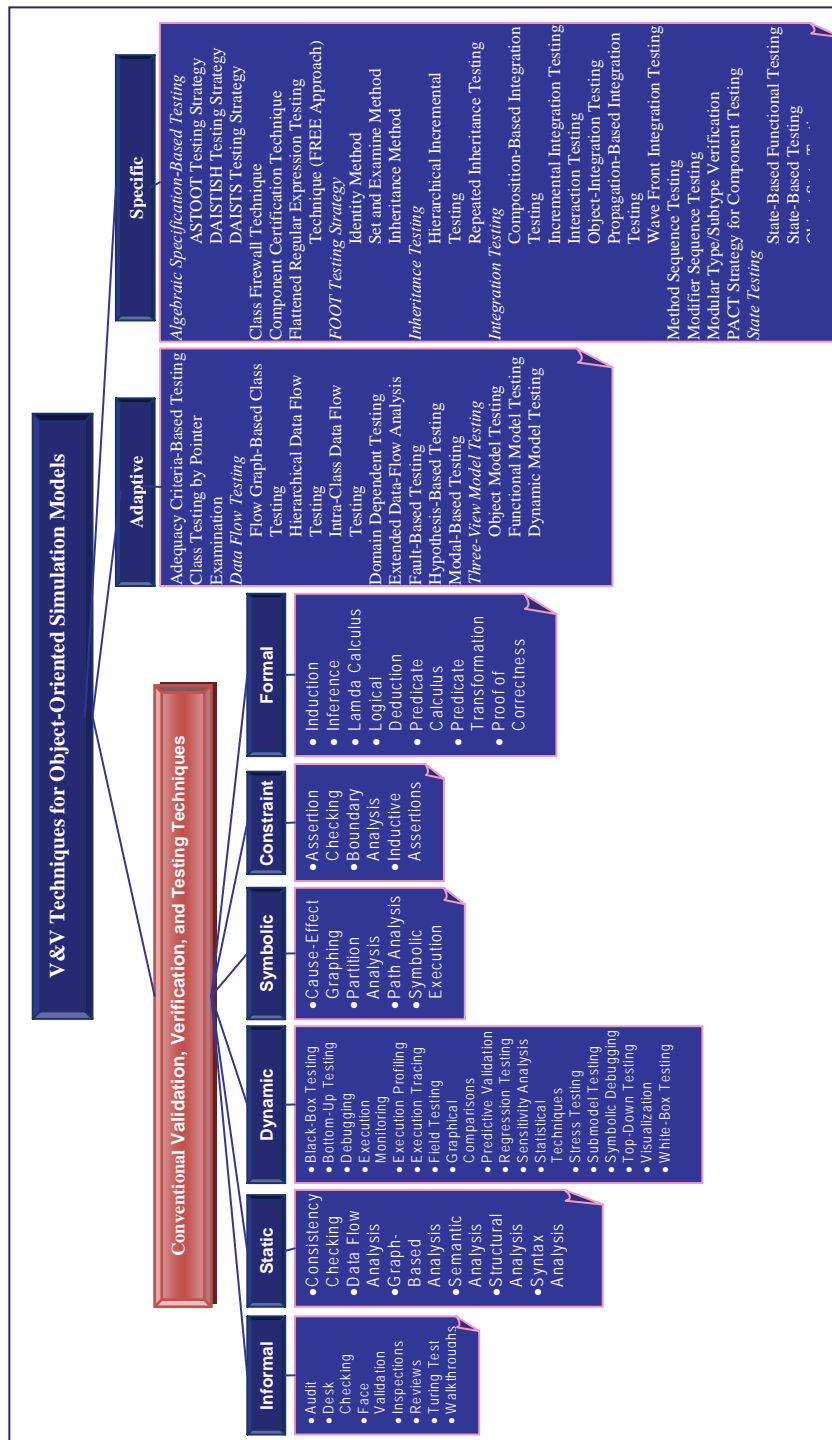 V&V Techniques for Object-Oriented Simulation Models
Conventional Validation, Verification, and Testing Techniques
Informal
• Audit
• Desk
Checking
• Face
Validation
• Inspections
• Reviews
• Turing Test
• Walkthroughs
Static
• Consistency
Checking
• Data Flow
Analysis
• Graph-
Based
Analysis
• Semantic
Analysis
• Structural
Analysis
• Syntax
Analysis
Dynamic
• Black-Box Testing
• Bottom-Up Testing
• Debugging
• Execution
Monitoring
• Execution Profiling
• Execution Tracing
• Field Testing
• Graphical
Comparisons
• Predictive Validation
• Regression Testing
• Sensitivity Analysis
• Statistical
Techniques
• Stress Testing
• Submodel Testing
• Symbolic Debugging
• Top-Down Testing
• Visualization
• White-Box Testing
Symbolic
• Cause-Effect
Graphing
• Partition
Analysis
• Path Analysis
• Symbolic
Execution
Constraint
• Assertion
Checking
• Boundary
Analysis
• Inductive
Assertions
Formal
• Induction
• Inference
• Lamda Calculus
• Logical
Deduction
• Predicate
Calculus
• Predicate
Transformation
• Proof of
Correctness
Adaptive
Adequacy Criteria-Based Testing
Class Testing by Pointer
Examination
Data Flow Testing
Flow Graph-Based Class
Testing
Hierarchical Data Flow
Testing
Intra-Class Data Flow
Testing
Domain Dependent Testing
Extended Data-Flow Analysis
Fault-Based Testing
Hypothesis-Based Testing
Modal-Based Testing
Three-View Model Testing
Object Model Testing
Functional Model Testing
Dynamic Model Testing
Specific
Algebraic Specification-Based Testing
ASTOOT Testing Strategy
DAISTISH Testing Strategy
DAISTS Testing Strategy
Class Firewall Technique
Component Certification Technique
Flattened Regular Expression Testing
Technique (FREE Approach)
FOOT Testing Strategy
Identity Method
Set and Examine Method
Inheritance Method
Inheritance Testing
Hierarchical Incremental
Testing
Repeated Inheritance Testing
Integration Testing
Composition-Based Integration
Testing
Incremental Integration Testing
Interaction Testing
Object-Integration Testing
Propagation-Based Integration
Testing
Wave Front Integration Testing
Method Sequence Testing
Modifier Sequence Testing
Modular Type/Subtype Verification
PACT Strategy for Component Testing
State Testing
State-Based Functional Testing
State-Based Testing